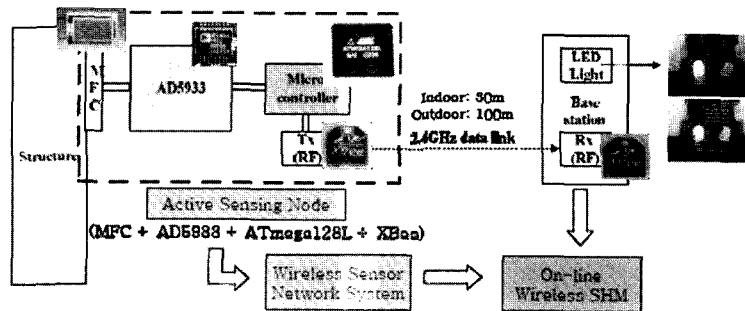 Structure
M
F
C
AD5933
Micro
controller
Tx
(RF)
Indoor: 30m
Outdoor: 100m
2.4GHz data link
LED
Light
Base
station
Rx
(RF)
Active Sensing Node
(MFC + AD5933 + ATmega128L + XBee)
Wireless Sensor
Network System
On-line
Wireless SHM